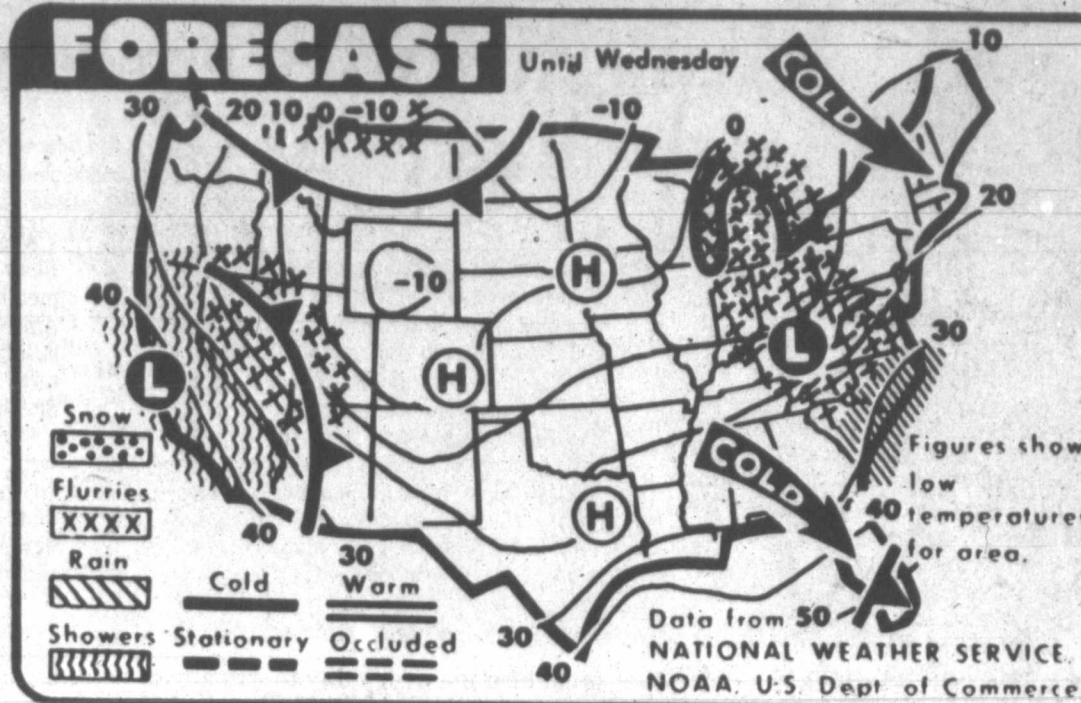 FORECAST
Until Wednesday
COLD
10
30 20 10 0 -10 -10 0
20
-10
H
40
H
L
L
30
Snow
Flurries
XXXX
Rain
Showers
COLD
H
Figures show
low
40 temperatures
for area.
40
30
Cold Warm
Stationary Occluded
30
40
50
Data from
NATIONAL WEATHER SERVICE,
NOAA, U.S. Dept. of Commerce